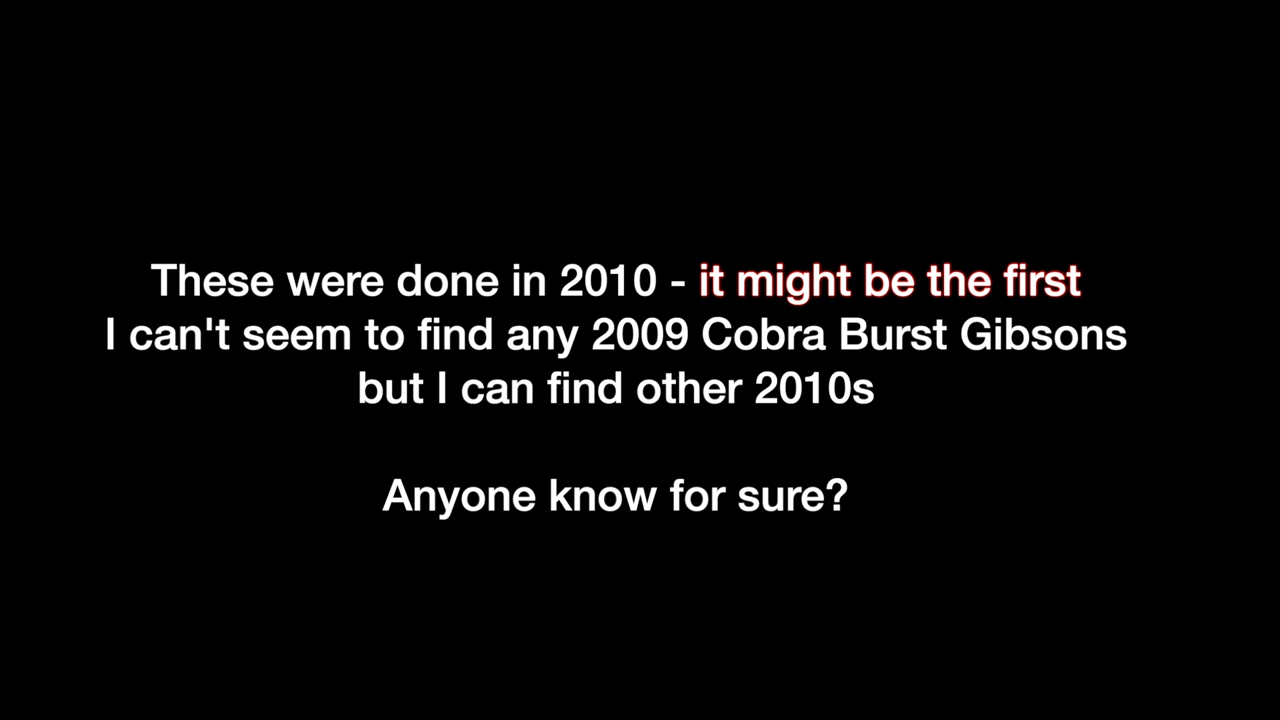 These were done in 2010 - it might be the first
I can't seem to find any 2009 Cobra Burst Gibsons
but I can find other 2010s
Anyone know for sure?